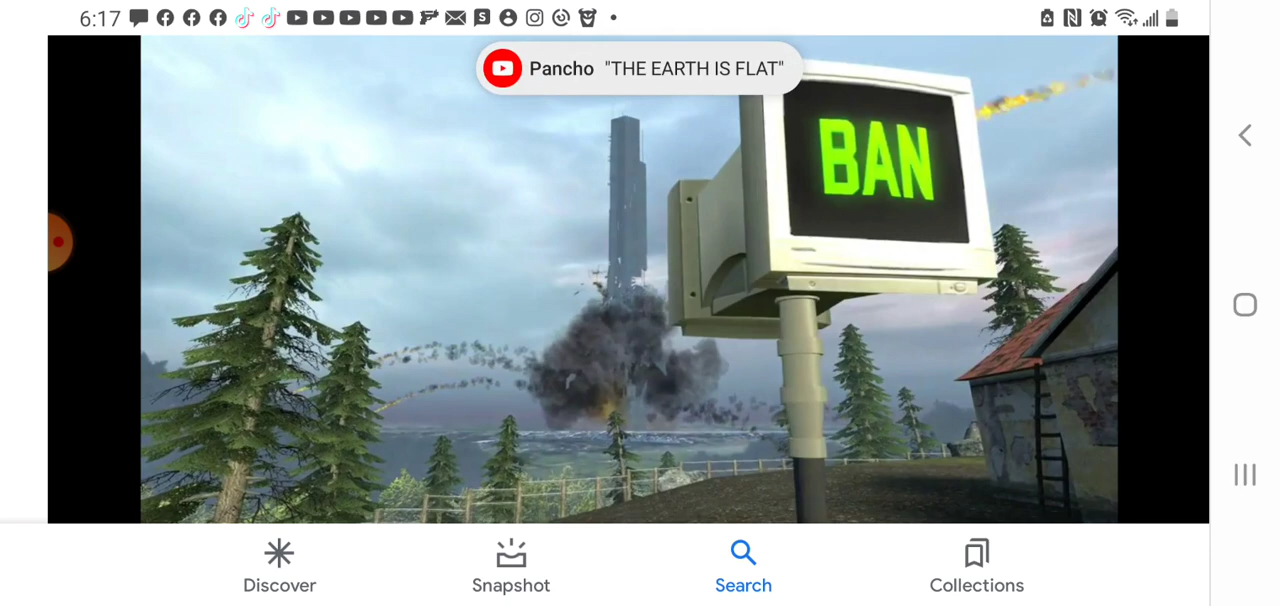 6:17
Pancho "THE EARTH IS FLAT"
BAN
Discover Snapshot Search Collections